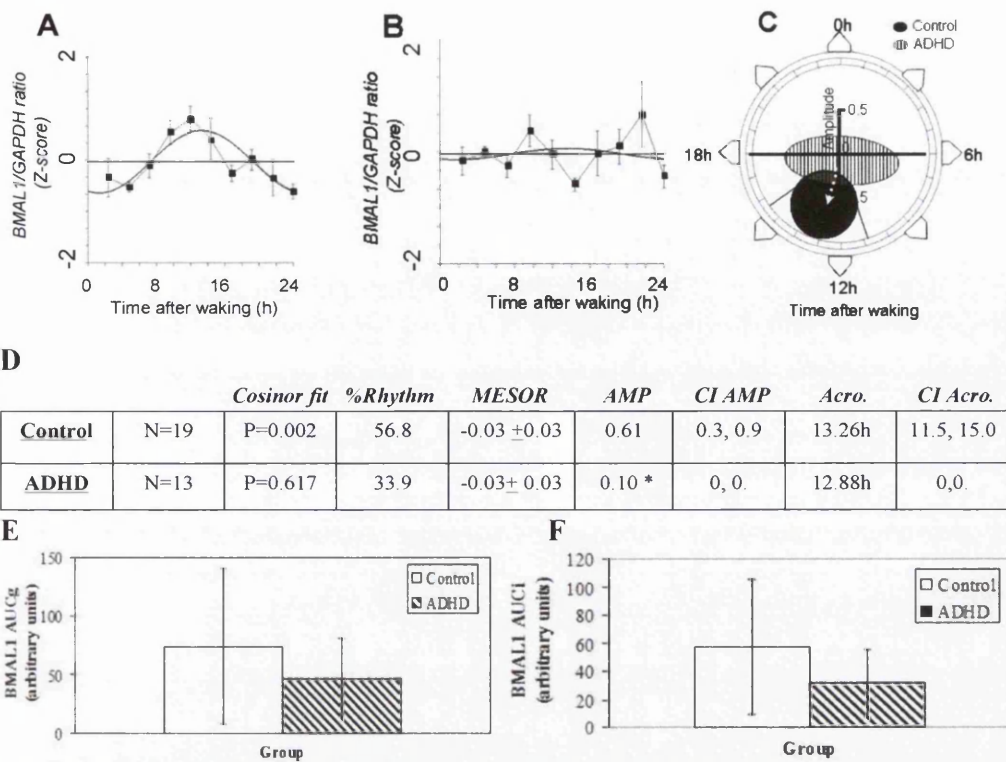 A
2
0
-2
BMAL1/GAPDH ratio
(Z-score)
0 8 16 24
Time after waking (h)
B
2
0
-2
BMAL1/GAPDH ratio
(Z-score)
0 8 16 24
Time after waking (h)
C
Control
ADHD
0h
6h
12h
18h
Amplitude
0.5
0
5
Time after waking
D
Cosinor fit %Rhythm MESOR AMP CI AMP Acro. CI Acro.
Control N=19 P=0.002 56.8 -0.03 ±0.03 0.61 0.3, 0.9 13.26h 11.5, 15.0
ADHD N=13 P=0.617 33.9 -0.03± 0.03 0.10 * 0, 0 12.88h 0,0
E
150
100
50
0
BMAL1 AUCg
(arbitrary units)
Control
ADHD
Group
F
120
100
80
60
40
20
0
BMAL1 AUCi
(arbitrary units)
Control
ADHD
Group